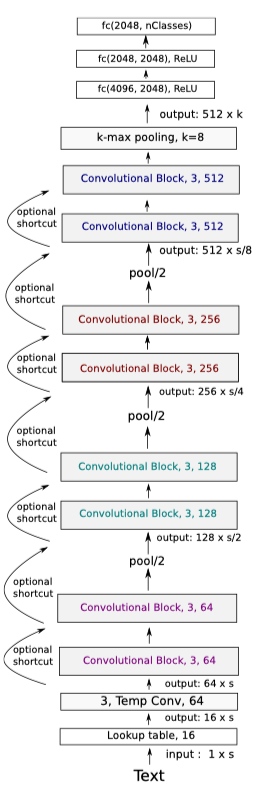 fc(2048, nClasses)
fc(2048, 2048), ReLU
fc(4096, 2048), ReLU
output: 512 x k
k-max pooling, k=8
Convolutional Block, 3, 512
optional
shortcut
Convolutional Block, 3, 512
output: 512 x s/8
pool/2
optional
shortcut
Convolutional Block, 3, 256
optional
shortcut
Convolutional Block, 3, 256
output: 256 x s/4
pool/2
optional
shortcut
Convolutional Block, 3, 128
optional
shortcut
Convolutional Block, 3, 128
output: 128 x s/2
pool/2
optional
shortcut
Convolutional Block, 3, 64
optional
shortcut
Convolutional Block, 3, 64
output: 64 x s
3, Temp Conv, 64
output: 16 x s
Lookup table, 16
input : 1 x s
Text